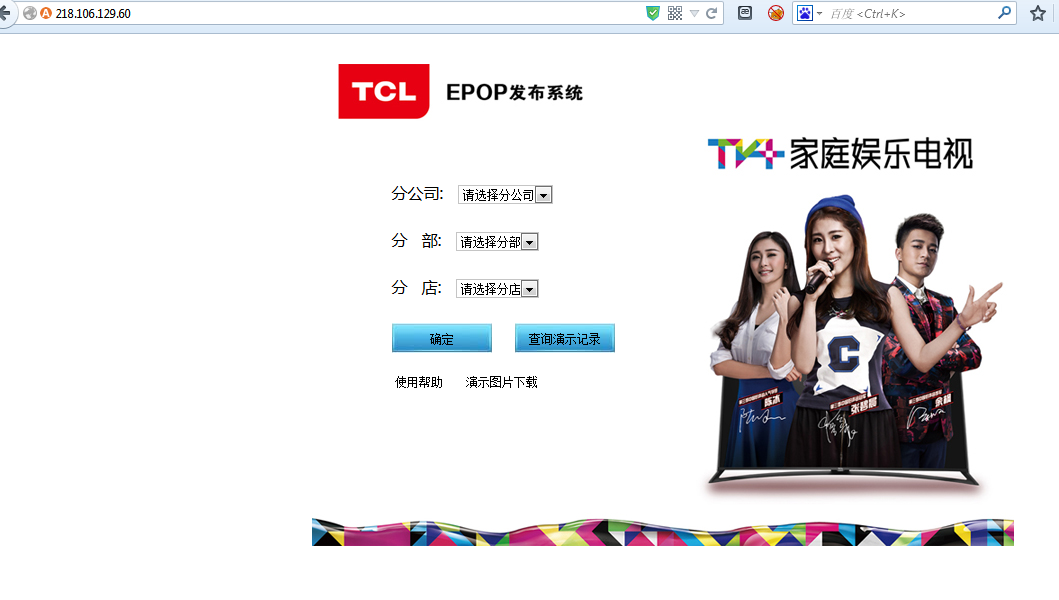 218.106.129.60
百度 <Ctrl+K>
TCL EPOP发布系统
TV+ 家庭娱乐电视
分公司: 请选择分公司
分 部: 请选择分部
分 店: 请选择分店
确定 查询演示记录
使用帮助 演示图片下载
C
陈冰
张碧晨
余枫